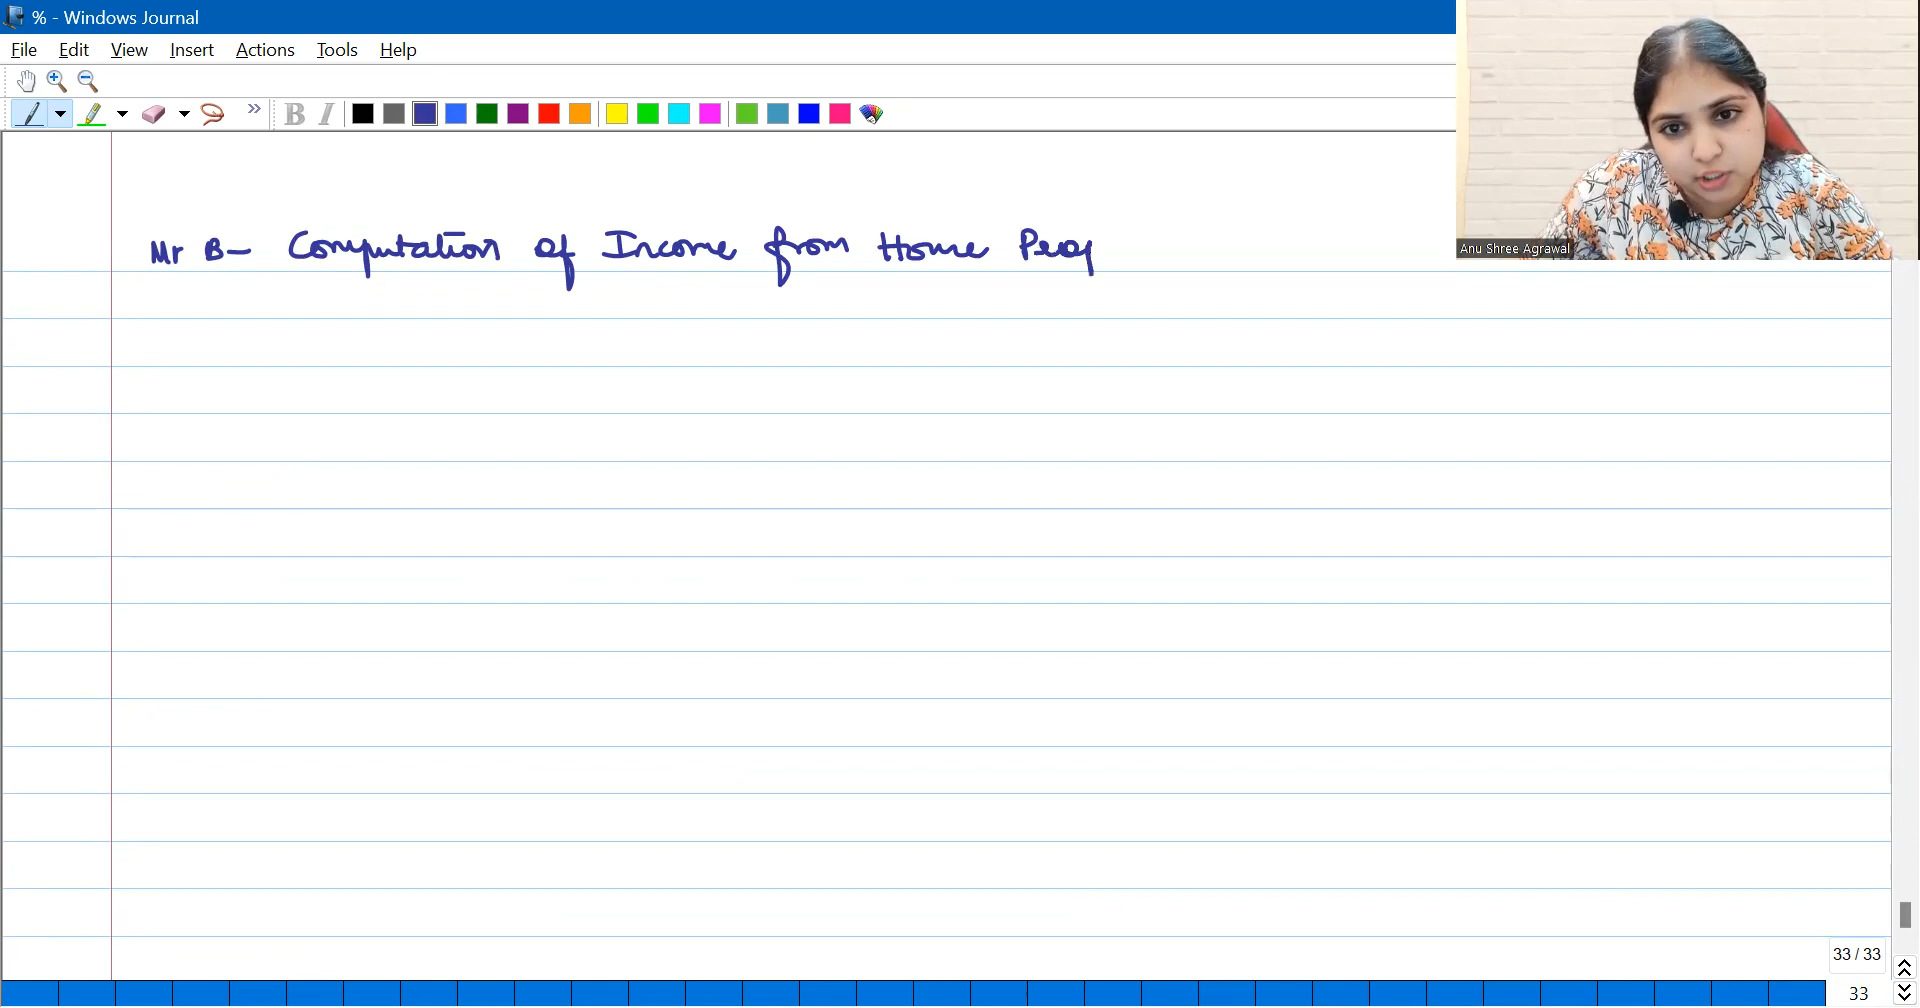 % - Windows Journal
File Edit View Insert Actions Tools Help
B I
Anu Shree Agrawal
Mr B- Computation of Income from House Prop
33 / 33
33